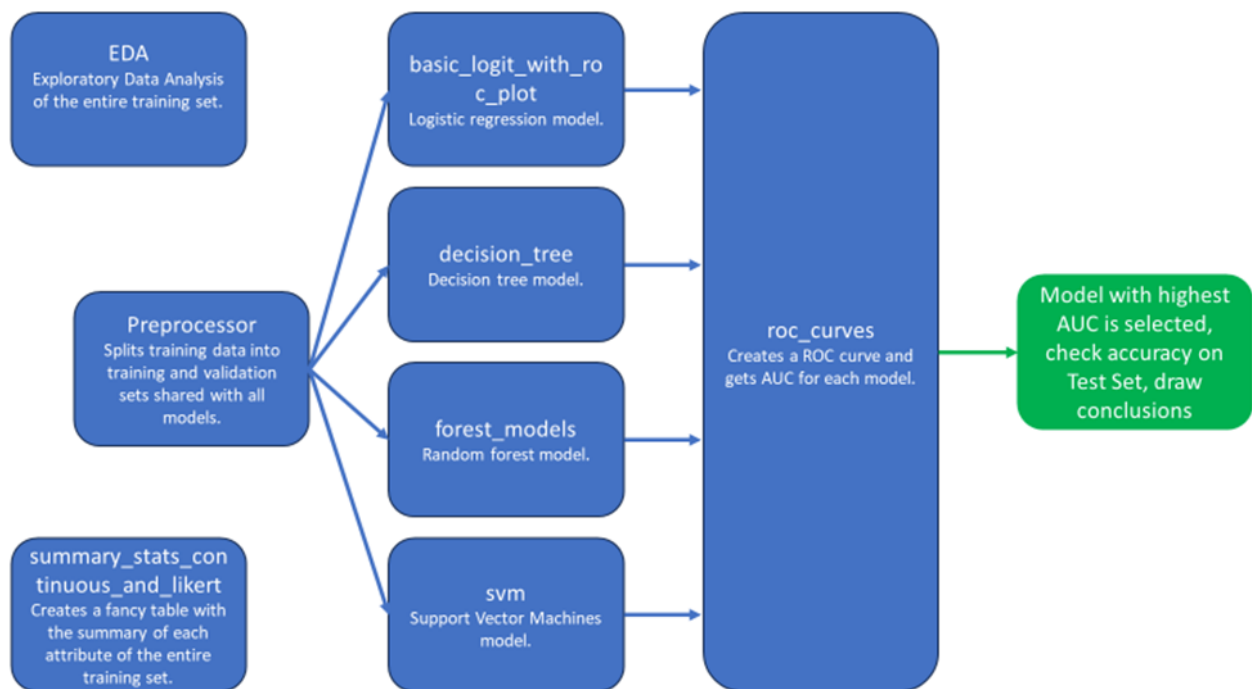 EDA
Exploratory Data Analysis
of the entire training set.
Preprocessor
Splits training data into
training and validation
sets shared with all
models.
summary_stats_con
tinuous_and_likert
Creates a fancy table with
the summary of each
attribute of the entire
training set.
basic_logit_with_ro
c_plot
Logistic regression model.
decision_tree
Decision tree model.
forest_models
Random forest model.
svm
Support Vector Machines
model.
roc_curves
Creates a ROC curve and
gets AUC for each model.
Model with highest
AUC is selected,
check accuracy on
Test Set, draw
conclusions